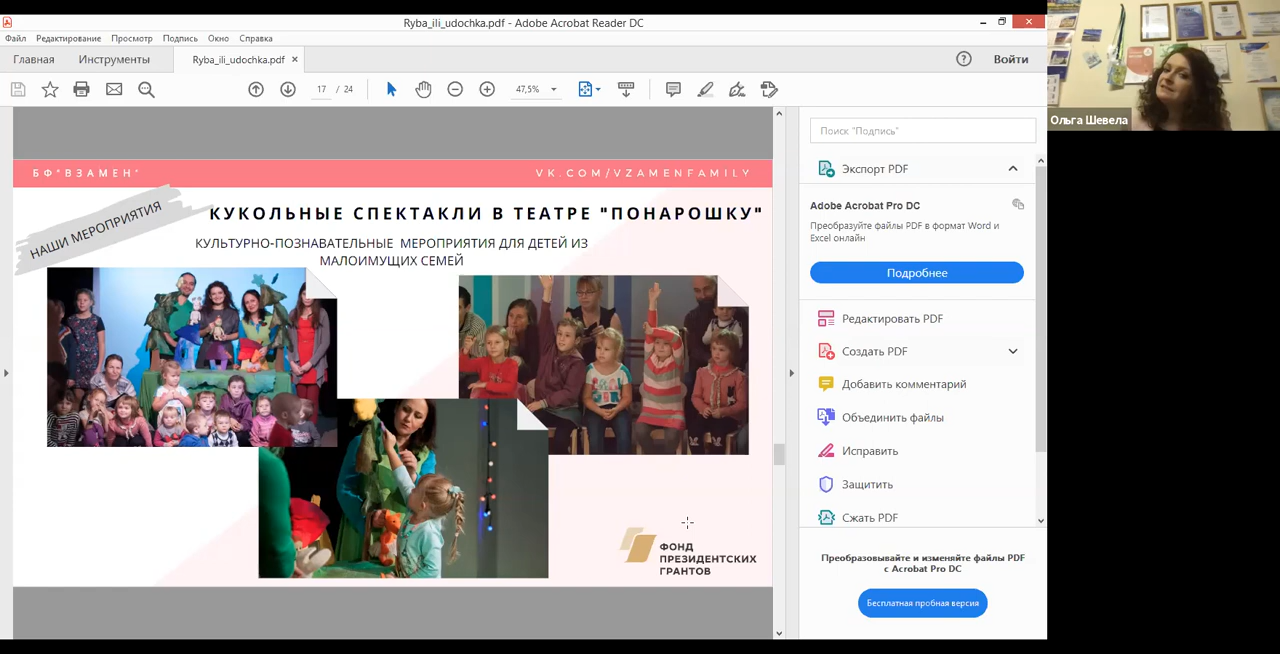 Ryba_ili_udochka.pdf - Adobe Acrobat Reader DC
Файл Редактирование Просмотр Подпись Окно Справка
Главная Инструменты Ryba_ili_udochka.pdf × Войти
17 / 24 47,5%
Поиск "Подпись"
Экспорт PDF
Adobe Acrobat Pro DC
Преобразуйте файлы PDF в формат Word и
Excel онлайн
Подробнее
Редактировать PDF
Создать PDF
Добавить комментарий
Объединить файлы
Исправить
Защитить
Сжать PDF
Преобразовывайте и изменяйте файлы PDF
с Acrobat Pro DC
Бесплатная пробная версия
БФ"ВЗАМЕН"
VK.COM/VZAMENFAMILY
НАШИ МЕРОПРИЯТИЯ
КУКОЛЬНЫЕ СПЕКТАКЛИ В ТЕАТРЕ "ПОНАРОШКУ"
КУЛЬТУРНО-ПОЗНАВАТЕЛЬНЫЕ МЕРОПРИЯТИЯ ДЛЯ ДЕТЕЙ ИЗ
МАЛОИМУЩИХ СЕМЕЙ
ФОНД
ПРЕЗИДЕНТСКИХ
ГРАНТОВ
Ольга Шевела